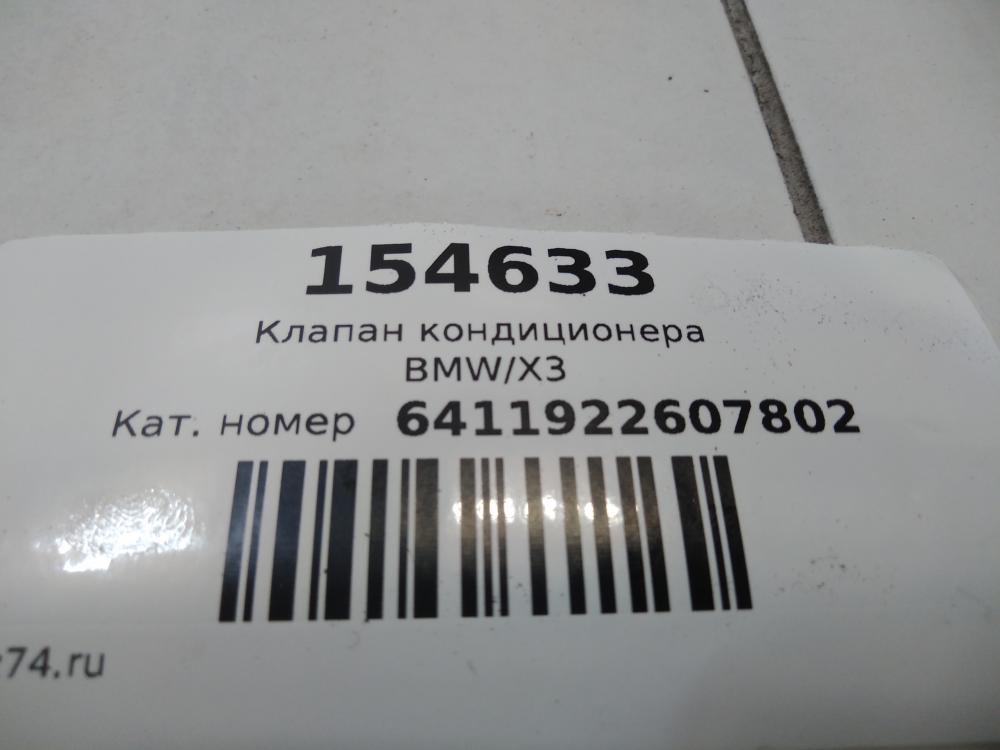 154633
Клапан кондиционера
BMW/X3
Кат. номер 6411922607802
74.ru